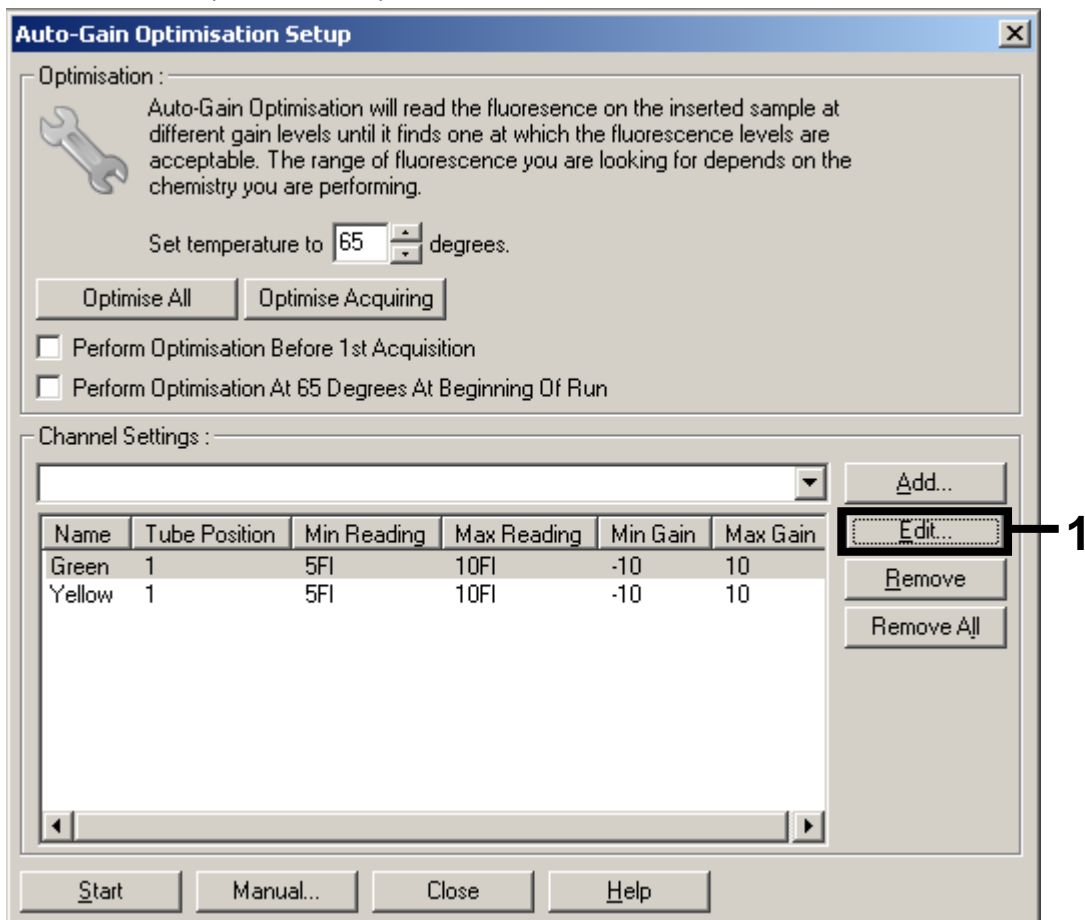 Auto-Gain Optimisation Setup
Optimisation :
Auto-Gain Optimisation will read the fluoresence on the inserted sample at
different gain levels until it finds one at which the fluorescence levels are
acceptable. The range of fluorescence you are looking for depends on the
chemistry you are performing.
Set temperature to 65 degrees.
Optimise All Optimise Acquiring
Perform Optimisation Before 1st Acquisition
Perform Optimisation At 65 Degrees At Beginning Of Run
Channel Settings :
Add...
Name Tube Position Min Reading Max Reading Min Gain Max Gain
Edit... 1
Green 1 5Fl 10Fl -10 10
Remove
Yellow 1 5Fl 10Fl -10 10
Remove All
Start Manual... Close Help